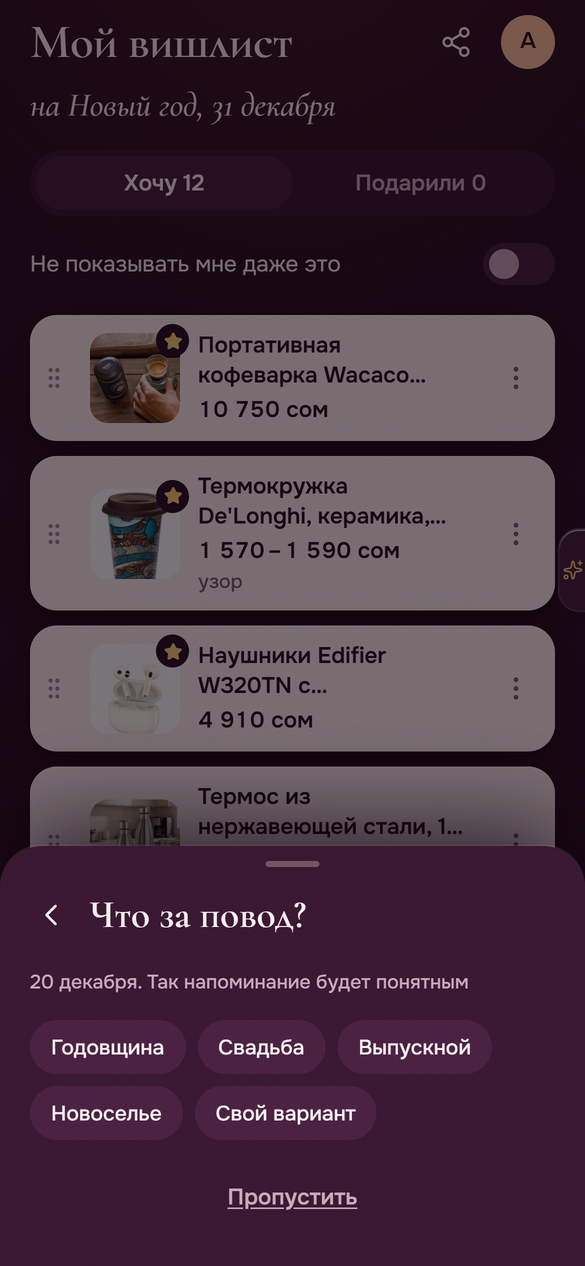 Мой вишлист
A
на Новый год, 31 декабря
Хочу 12
Подарили 0
Не показывать мне даже это
Портативная
кофеварка Wacaco...
10 750 сом
Термокружка
De'Longhi, керамика,...
1 570 – 1 590 сом
узор
Наушники Edifier
W320TN с...
4 910 сом
Термос из
нержавеющей стали, 1...
Что за повод?
20 декабря. Так напоминание будет понятным
Годовщина
Свадьба
Выпускной
Новоселье
Свой вариант
Пропустить